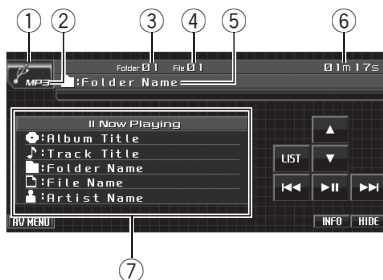 ① ② ③ ④ ⑤ ⑥
Folder 01 File 01 01m17s
MP3 :Folder Name
II Now Playing
:Album Title
:Track Title
:Folder Name
:File Name
:Artist Name
LIST
AV MENU INFO HIDE
⑦